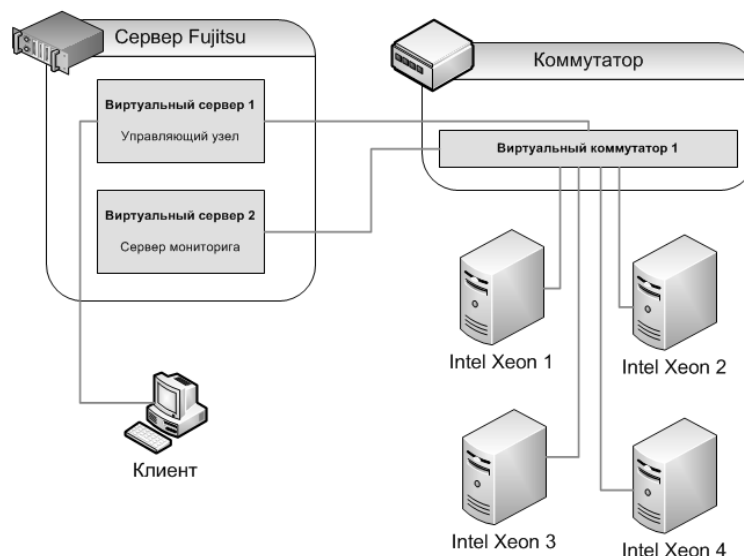 Сервер Fujitsu
Коммутатор
Виртуальный сервер 1
Управляющий узел
Виртуальный коммутатор 1
Виртуальный сервер 2
Сервер мониторига
Intel Xeon 1
Intel Xeon 2
Клиент
Intel Xeon 3
Intel Xeon 4